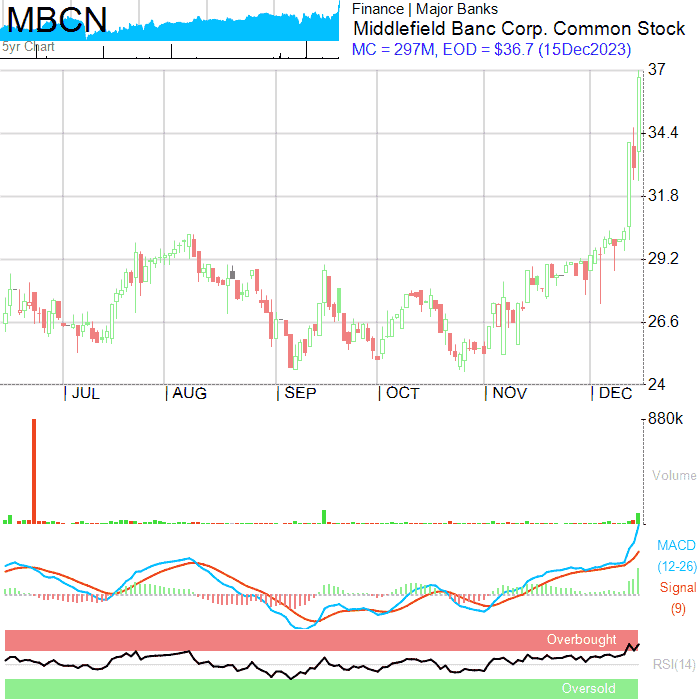 MBCN
5yr Chart
Finance | Major Banks
Middlefield Banc Corp. Common Stock
MC = 297M, EOD = $36.7 (15Dec2023)
37
34.4
31.8
29.2
26.6
24
| JUL | AUG | SEP | OCT | NOV | DEC
880k
Volume
MACD
(12-26)
Signal
(9)
Overbought
RSI(14)
Oversold